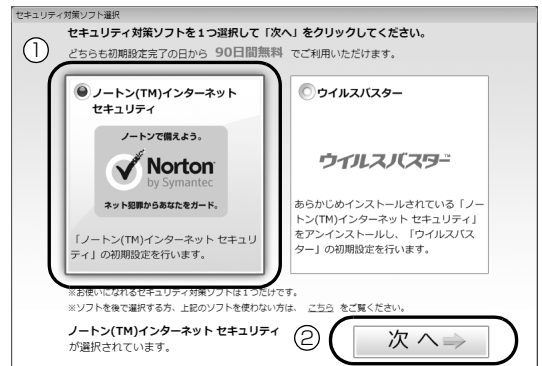 セキュリティ対策ソフト選択
セキュリティ対策ソフトを1つ選択して「次へ」をクリックしてください。
①
どちらも初期設定完了の日から 90日間無料 でご利用いただけます。
ノートン(TM)インターネット
セキュリティ
ノートンで備えよう。
Norton
by Symantec
ネット犯罪からあなたをガード。
「ノートン(TM)インターネット セキュリ
ティ」の初期設定を行います。
ウイルスバスター
ウイルスバスター™
あらかじめインストールされている「ノー
トン(TM)インターネット セキュリティ」
をアンインストールし、「ウイルスバス
ター」の初期設定を行います。
※お使いになれるセキュリティ対策ソフトは1つだけです。
※ソフトを後で選択する方、上記のソフトを使わない方は、 こちら をご覧ください。
ノートン(TM)インターネット セキュリティ
が選択されています。
②
次 へ